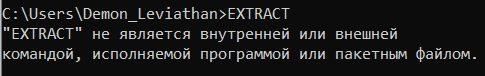 C:\Users\Demon_Leviathan>EXTRACT
"EXTRACT" не является внутренней или внешней
командой, исполняемой программой или пакетным файлом.